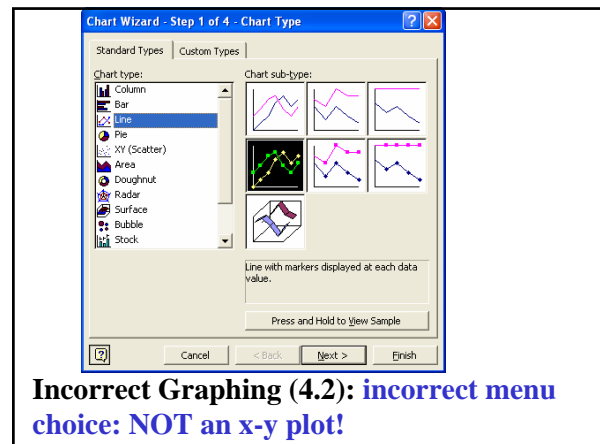 Chart Wizard - Step 1 of 4 - Chart Type
Standard Types
Custom Types
Chart type:
Column
Bar
Line
Pie
XY (Scatter)
Area
Doughnut
Radar
Surface
Bubble
Stock
Chart sub-type:
Line with markers displayed at each data
value.
Press and Hold to View Sample
Cancel
< Back
Next >
Finish
Incorrect Graphing (4.2): incorrect menu
choice: NOT an x-y plot!